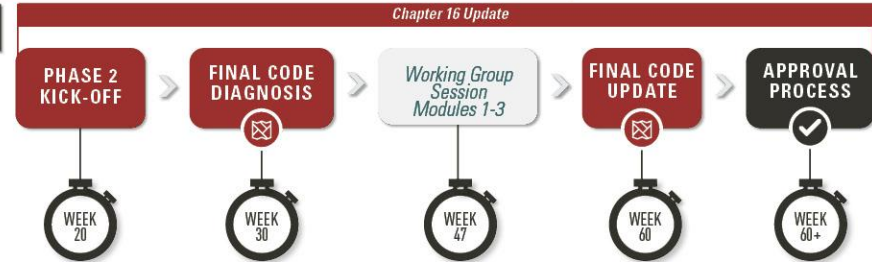 Chapter 16 Update
PHASE 2
KICK-OFF
FINAL CODE
DIAGNOSIS
Working Group
Session
Modules 1-3
FINAL CODE
UPDATE
APPROVAL
PROCESS
WEEK
20
WEEK
30
WEEK
47
WEEK
60
WEEK
60+